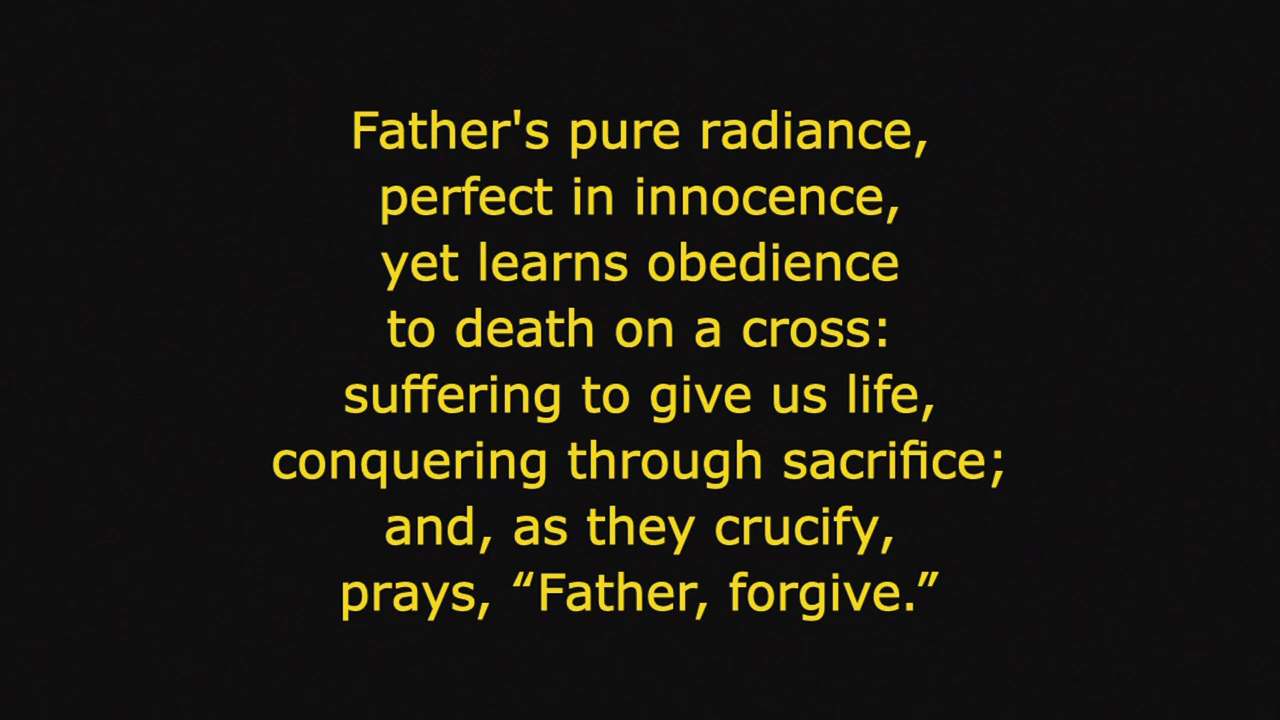 Father's pure radiance,
perfect in innocence,
yet learns obedience
to death on a cross:
suffering to give us life,
conquering through sacrifice;
and, as they crucify,
prays, “Father, forgive.”